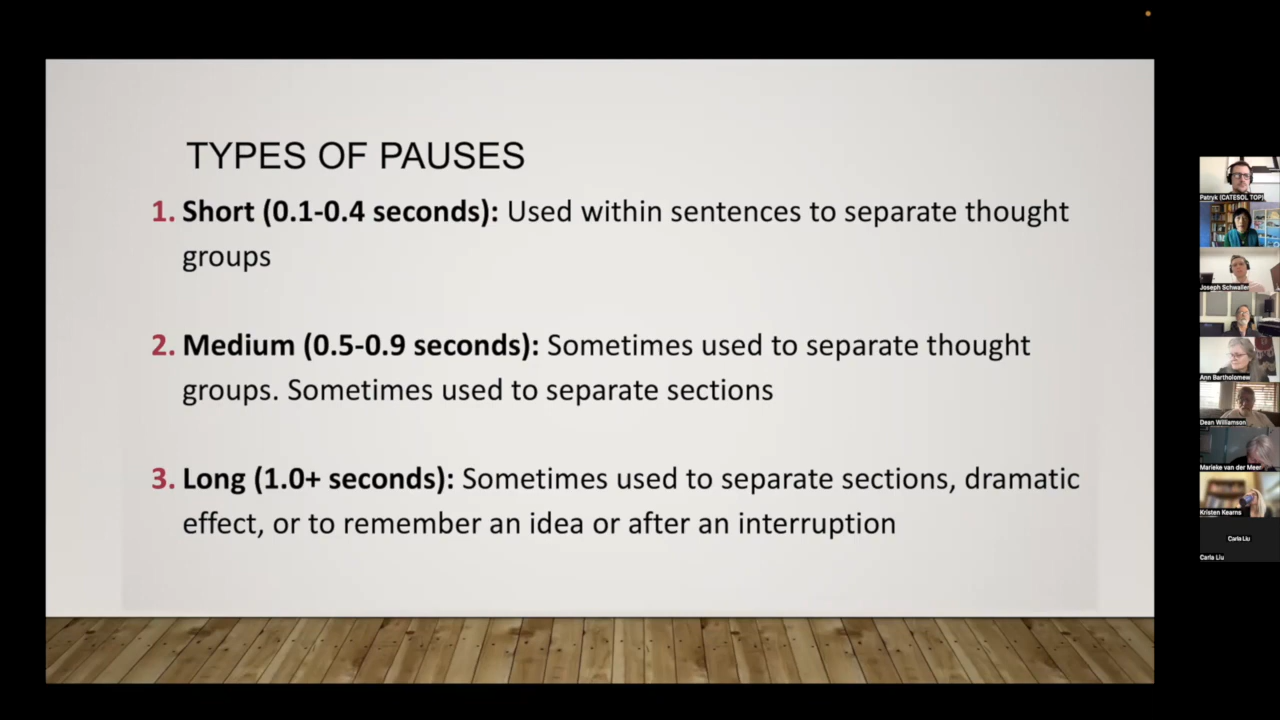 TYPES OF PAUSES
1. Short (0.1-0.4 seconds): Used within sentences to separate thought
groups
2. Medium (0.5-0.9 seconds): Sometimes used to separate thought
groups. Sometimes used to separate sections
3. Long (1.0+ seconds): Sometimes used to separate sections, dramatic
effect, or to remember an idea or after an interruption
Patryk (CATESOL TOP)
Joseph Schwaller
Ann Bartholomew
Dean Williamson
Marieke van der Meer
Kristen Kearns
Carla Liu
Carla Liu